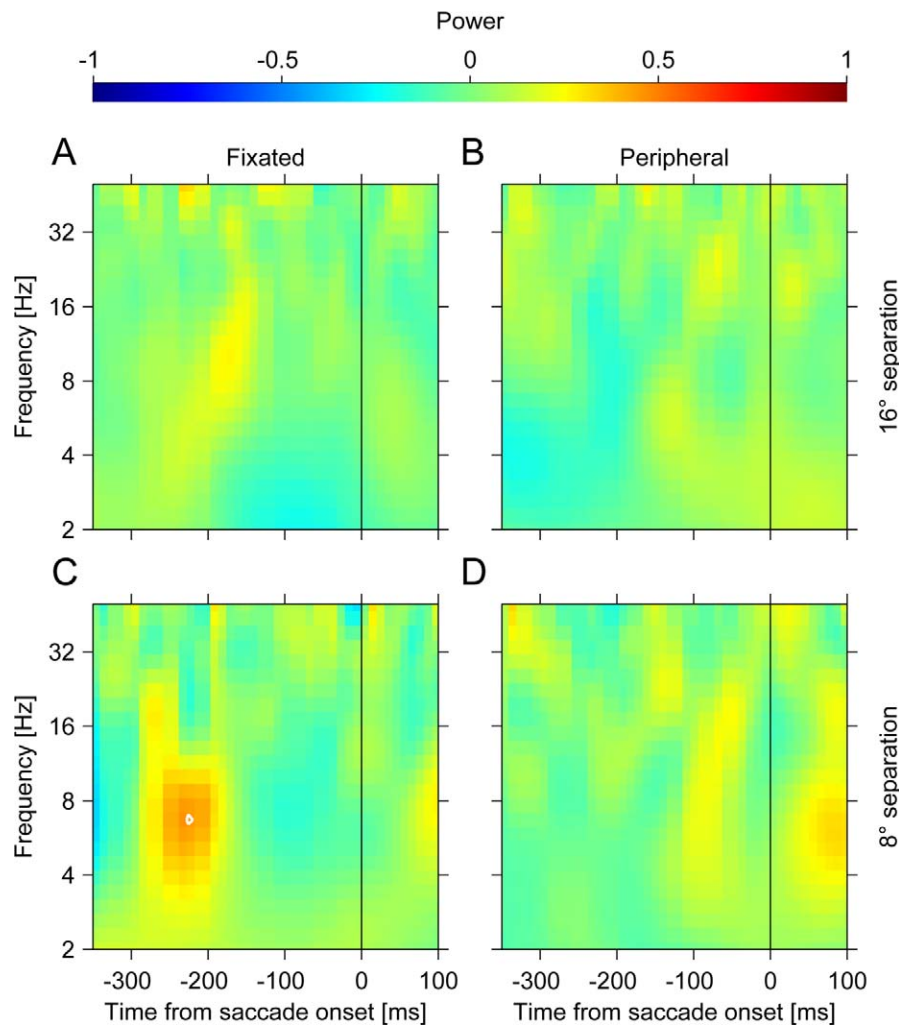 Power
-1 -0.5 0 0.5 1
A Fixated B Peripheral
32
16
8
4
2
Frequency [Hz]
16° separation
C D
32
16
8
4
2
Frequency [Hz]
8° separation
-300 -200 -100 0 100 -300 -200 -100 0 100
Time from saccade onset [ms] Time from saccade onset [ms]